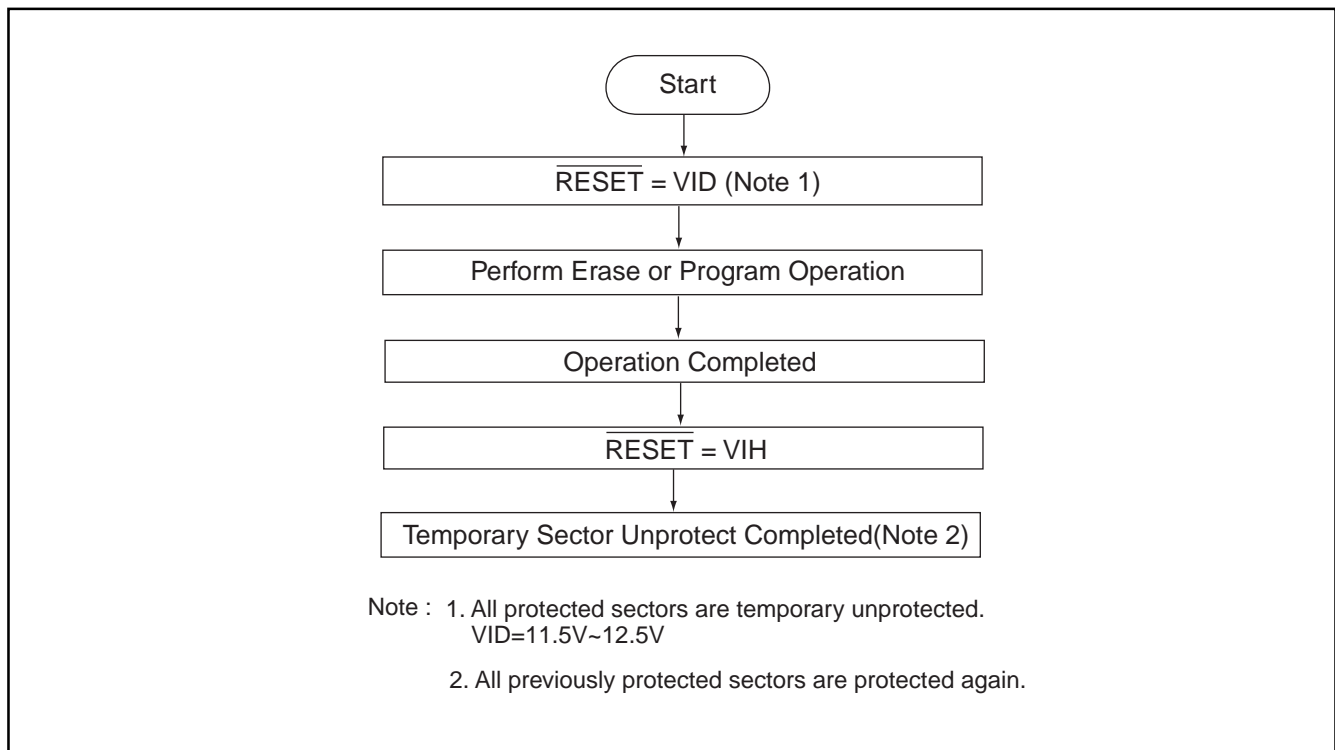 Start
RESET = VID (Note 1)
Perform Erase or Program Operation
Operation Completed
RESET = VIH
Temporary Sector Unprotect Completed(Note 2)
Note : 1. All protected sectors are temporary unprotected.
VID=11.5V~12.5V
2. All previously protected sectors are protected again.